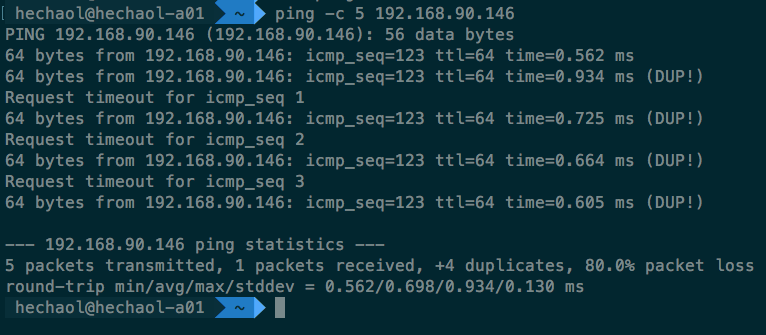 hechaol@hechaol-a01 ~ ping -c 5 192.168.90.146
PING 192.168.90.146 (192.168.90.146): 56 data bytes
64 bytes from 192.168.90.146: icmp_seq=123 ttl=64 time=0.562 ms
64 bytes from 192.168.90.146: icmp_seq=123 ttl=64 time=0.934 ms (DUP!)
Request timeout for icmp_seq 1
64 bytes from 192.168.90.146: icmp_seq=123 ttl=64 time=0.725 ms (DUP!)
Request timeout for icmp_seq 2
64 bytes from 192.168.90.146: icmp_seq=123 ttl=64 time=0.664 ms (DUP!)
Request timeout for icmp_seq 3
64 bytes from 192.168.90.146: icmp_seq=123 ttl=64 time=0.605 ms (DUP!)
--- 192.168.90.146 ping statistics ---
5 packets transmitted, 1 packets received, +4 duplicates, 80.0% packet loss
round-trip min/avg/max/stddev = 0.562/0.698/0.934/0.130 ms
hechaol@hechaol-a01 ~